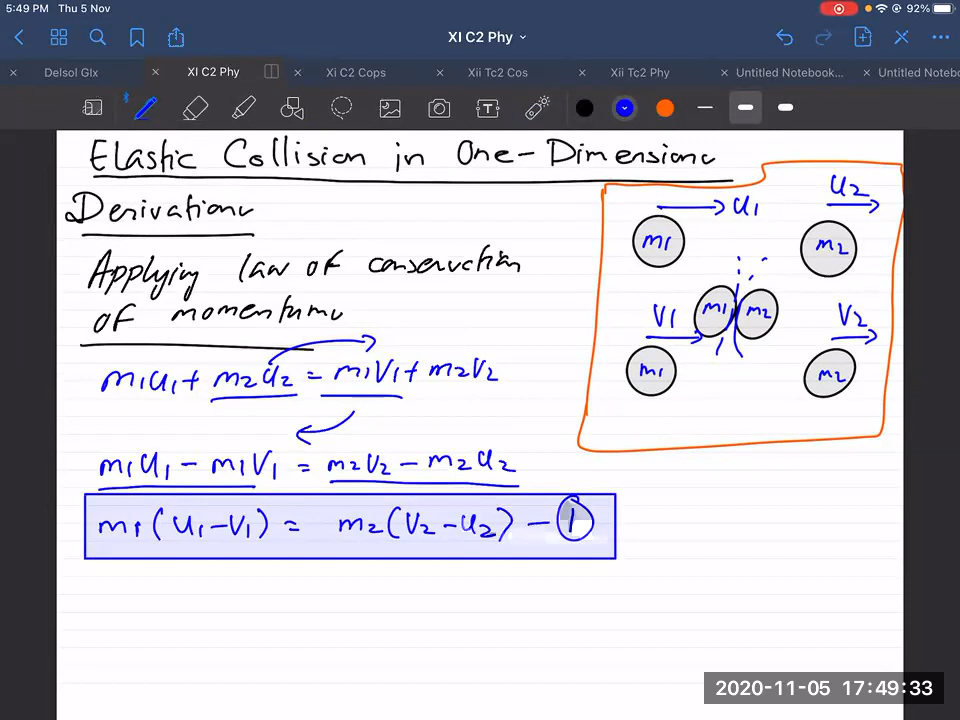 5:49 PM Thu 5 Nov
92%
XI C2 Phy
Delsol Glx
XI C2 Phy
Xi C2 Cops
Xii Tc2 Cos
Xii Tc2 Phy
Untitled Notebook...
Untitled Notebo
Elastic Collision in One-Dimension
Derivation
Applying law of conservation
of momentum
m1u1 + m2u2 = m1v1 + m2v2
m1u1 - m1v1 = m2v2 - m2u2
m1(u1-v1) = m2(v2-u2) - 1
u1
u2
m1
m2
m1
m2
v1
v2
m1
m2
2020-11-05 17:49:33